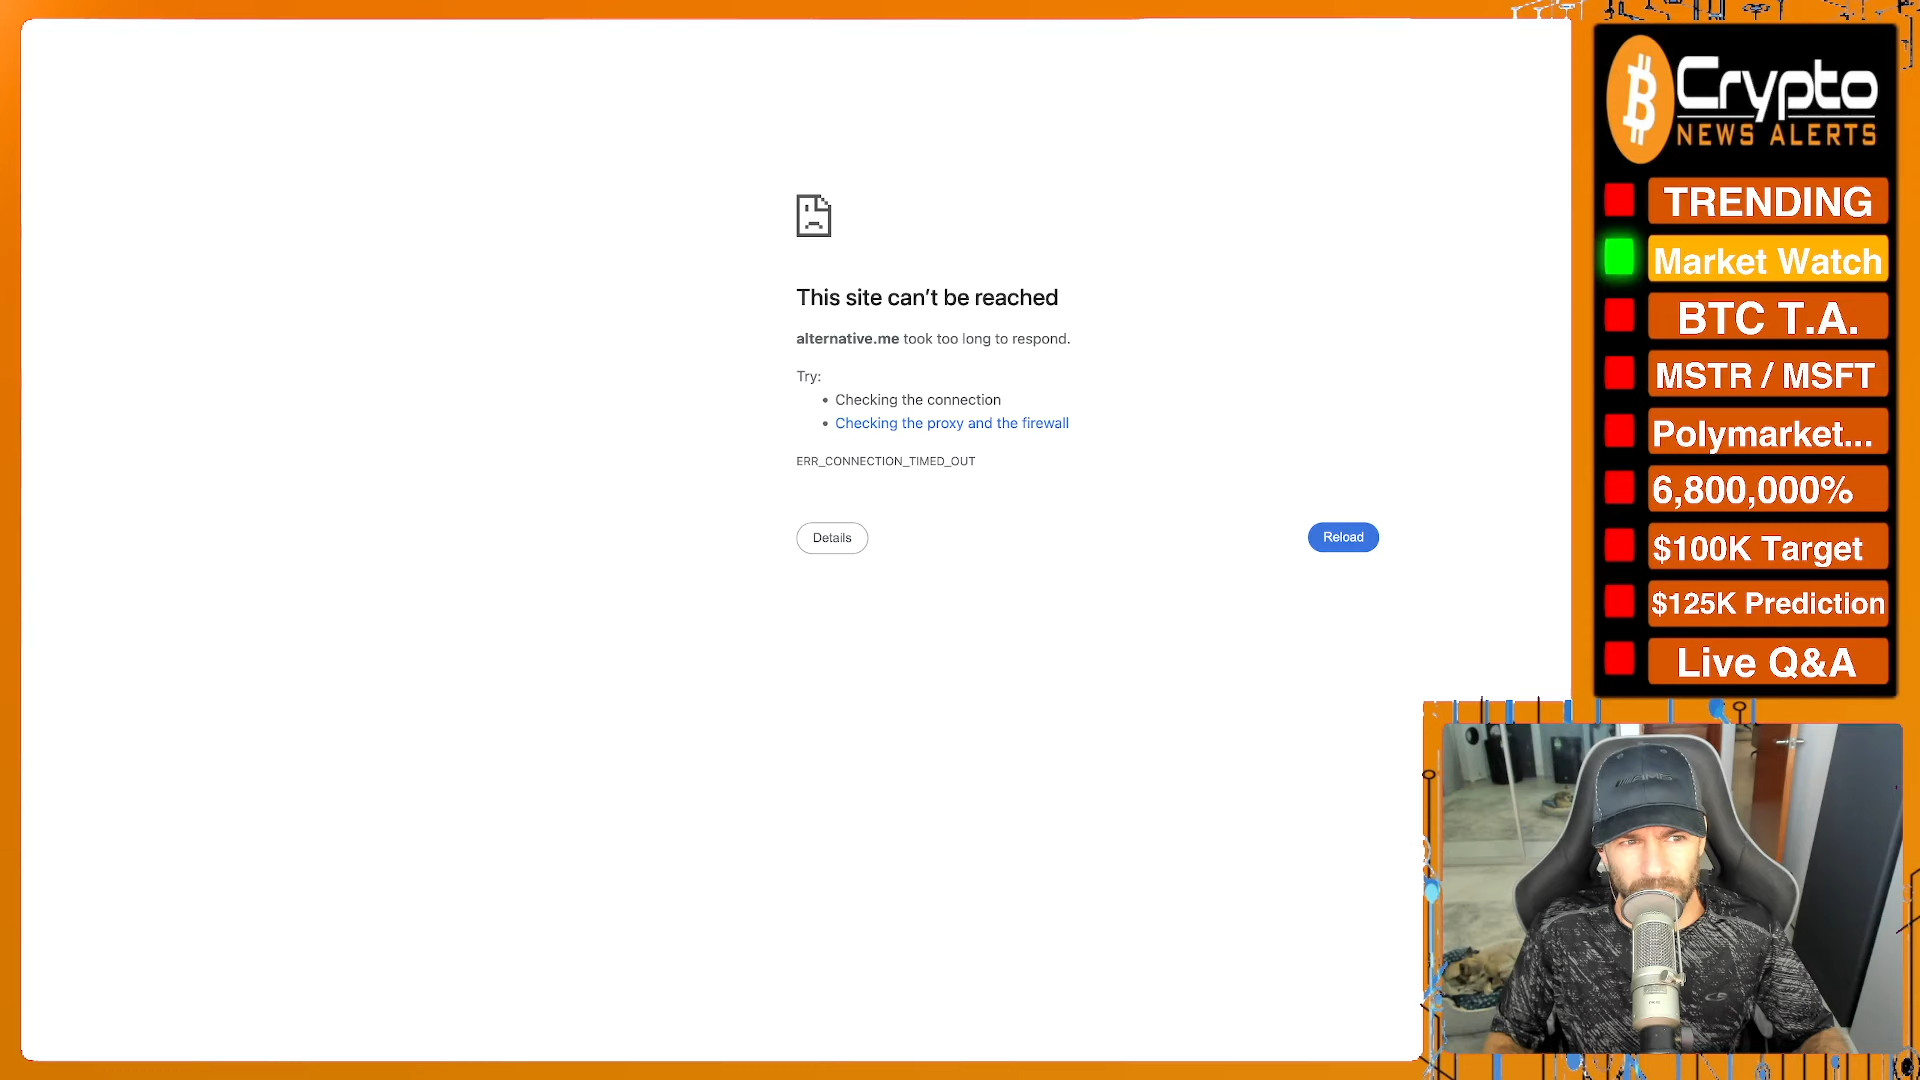 This site can’t be reached
alternative.me took too long to respond.
Try:
Checking the connection
Checking the proxy and the firewall
ERR_CONNECTION_TIMED_OUT
Details
Reload
Crypto
NEWS ALERTS
TRENDING
Market Watch
BTC T.A.
MSTR / MSFT
Polymarket...
6,800,000%
$100K Target
$125K Prediction
Live Q&A
AMG